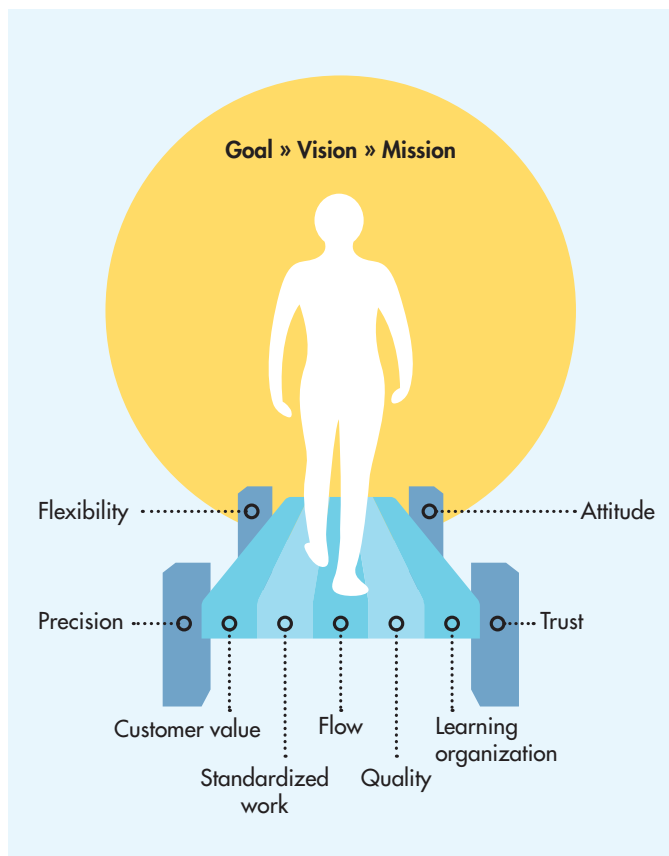 Goal » Vision » Mission
Flexibility
Attitude
Precision
Trust
Customer value
Flow
Learning
organization
Standardized
work
Quality